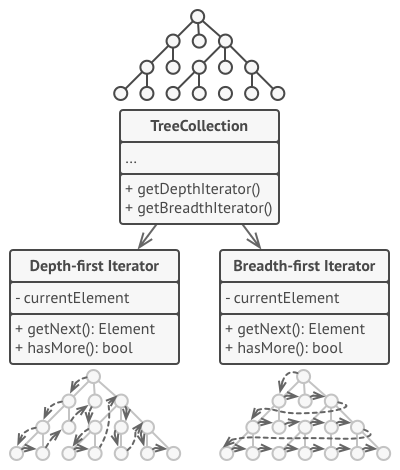 TreeCollection
...
+ getDepthIterator()
+ getBreadthIterator()
Depth-first Iterator
- currentElement
+ getNext(): Element
+ hasMore(): bool
Breadth-first Iterator
- currentElement
+ getNext(): Element
+ hasMore(): bool